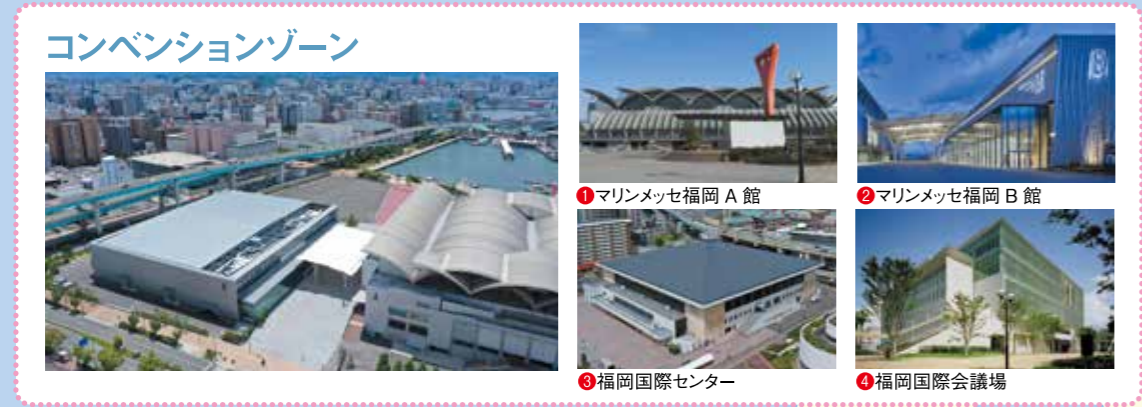 コンベンションゾーン
❶マリンメッセ福岡 A 館
❷マリンメッセ福岡 B 館
B
❸福岡国際センター
❹福岡国際会議場